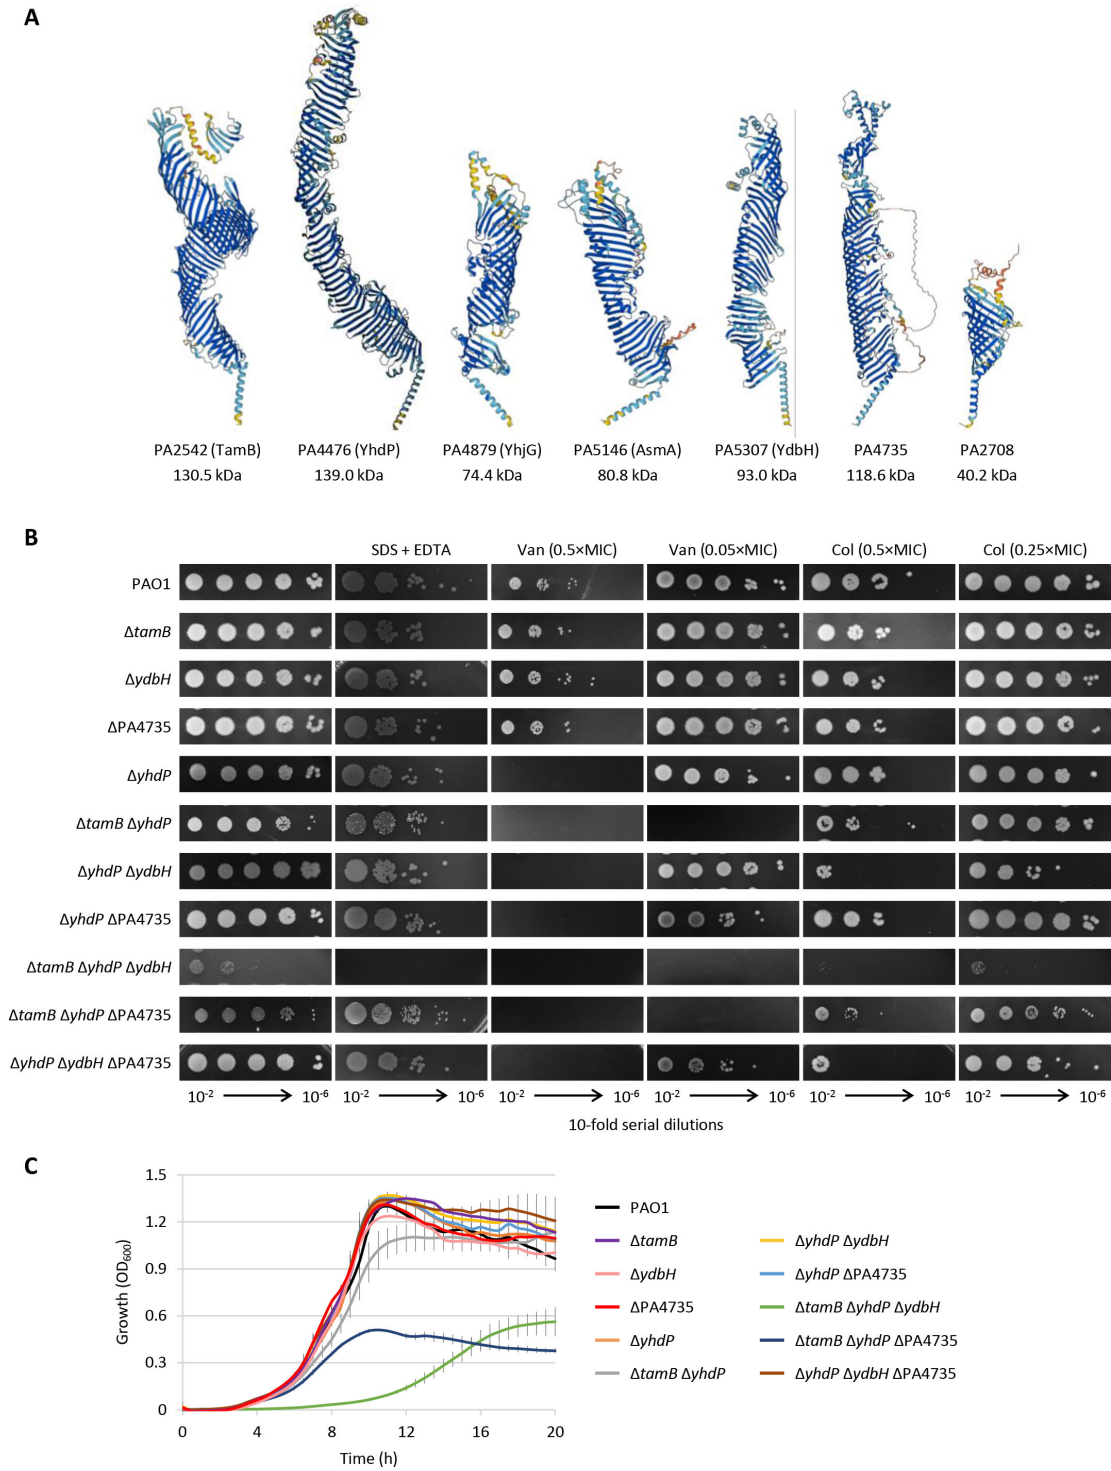 A
PA2542 (TamB) PA4476 (YhdP) PA4879 (YhjG) PA5146 (AsmA) PA5307 (YdbH) PA4735 PA2708
130.5 kDa 139.0 kDa 74.4 kDa 80.8 kDa 93.0 kDa 118.6 kDa 40.2 kDa
B
SDS + EDTA Van (0.5×MIC) Van (0.05×MIC) Col (0.5×MIC) Col (0.25×MIC)
PAO1
ΔtamB
ΔydbH
ΔPA4735
ΔyhdP
ΔtamB ΔyhdP
ΔyhdP ΔydbH
ΔyhdP ΔPA4735
ΔtamB ΔyhdP ΔydbH
ΔtamB ΔyhdP ΔPA4735
ΔyhdP ΔydbH ΔPA4735
10-2 10-6 10-2 10-6 10-2 10-6 10-2 10-6 10-2 10-6 10-2 10-6
10-fold serial dilutions
C
1.5
1.2
0.9
0.6
0.3
0
Growth (OD600)
0 4 8 12 16 20
Time (h)
PAO1
ΔtamB ΔyhdP ΔydbH
ΔydbH ΔyhdP ΔPA4735
ΔPA4735 ΔtamB ΔyhdP ΔydbH
ΔyhdP ΔtamB ΔyhdP ΔPA4735
ΔtamB ΔyhdP ΔyhdP ΔydbH ΔPA4735